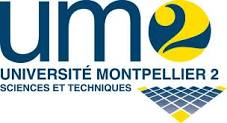 um2
UNIVERSITÉ MONTPELLIER 2
SCIENCES ET TECHNIQUES